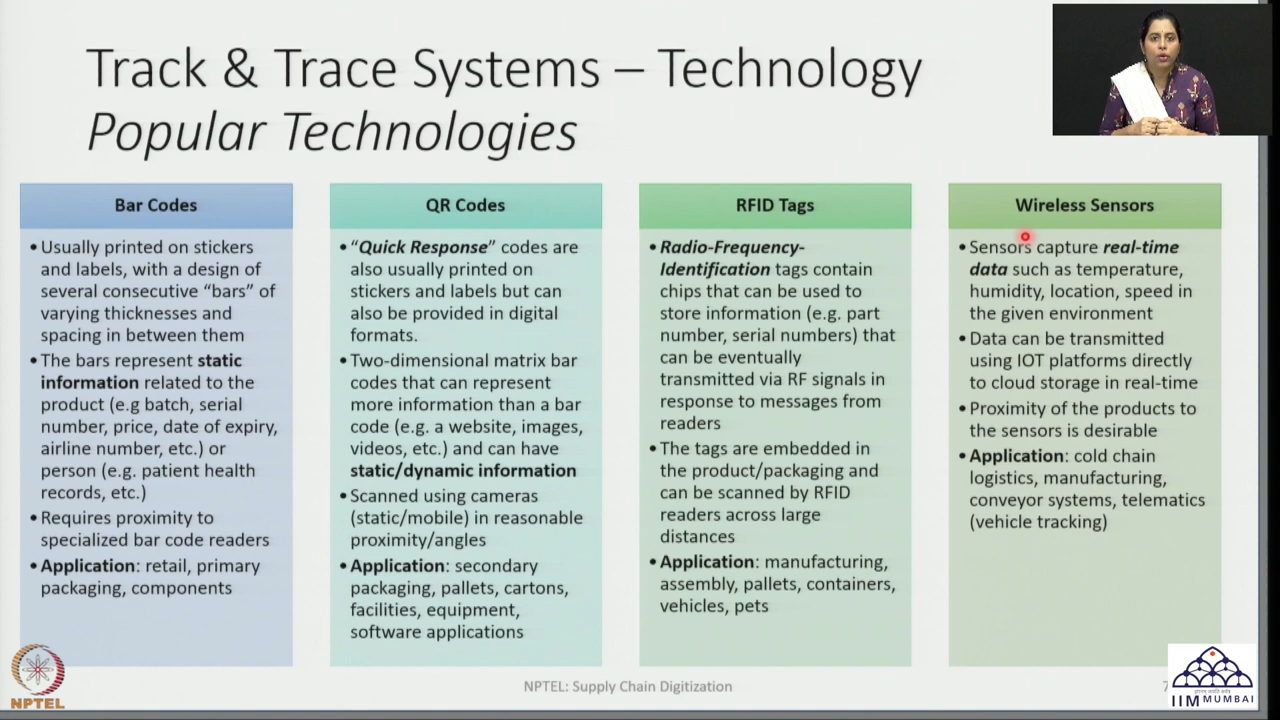 Track & Trace Systems – Technology
Popular Technologies
Bar Codes
• Usually printed on stickers
and labels, with a design of
several consecutive “bars” of
varying thicknesses and
spacing in between them
• The bars represent static
information related to the
product (e.g batch, serial
number, price, date of expiry,
airline number, etc.) or
person (e.g. patient health
records, etc.)
• Requires proximity to
specialized bar code readers
• Application: retail, primary
packaging, components
QR Codes
• “Quick Response” codes are
also usually printed on
stickers and labels but can
also be provided in digital
formats.
• Two-dimensional matrix bar
codes that can represent
more information than a bar
code (e.g. a website, images,
videos, etc.) and can have
static/dynamic information
• Scanned using cameras
(static/mobile) in reasonable
proximity/angles
• Application: secondary
packaging, pallets, cartons,
facilities, equipment,
software applications
RFID Tags
• Radio-Frequency-
Identification tags contain
chips that can be used to
store information (e.g. part
number, serial numbers) that
can be eventually
transmitted via RF signals in
response to messages from
readers
• The tags are embedded in
the product/packaging and
can be scanned by RFID
readers across large
distances
• Application: manufacturing,
assembly, pallets, containers,
vehicles, pets
Wireless Sensors
• Sensors capture real-time
data such as temperature,
humidity, location, speed in
the given environment
• Data can be transmitted
using IOT platforms directly
to cloud storage in real-time
• Proximity of the products to
the sensors is desirable
• Application: cold chain
logistics, manufacturing,
conveyor systems, telematics
(vehicle tracking)
NPTEL
NPTEL: Supply Chain Digitization
IIM MUMBAI